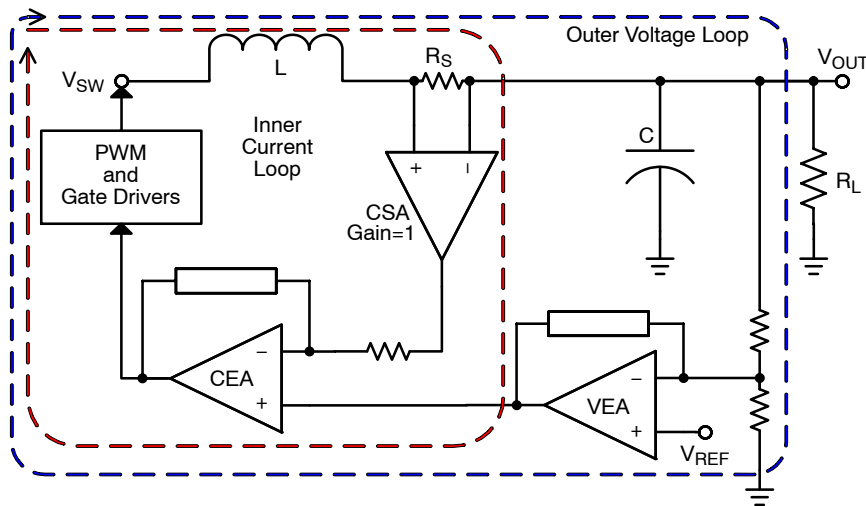 Outer Voltage Loop
V_OUT
R_S
L
V_SW
Inner
Current
Loop
C
PWM
and
Gate Drivers
+
–
R_L
CSA
Gain=1
–
CEA
+
–
VEA
+
V_REF